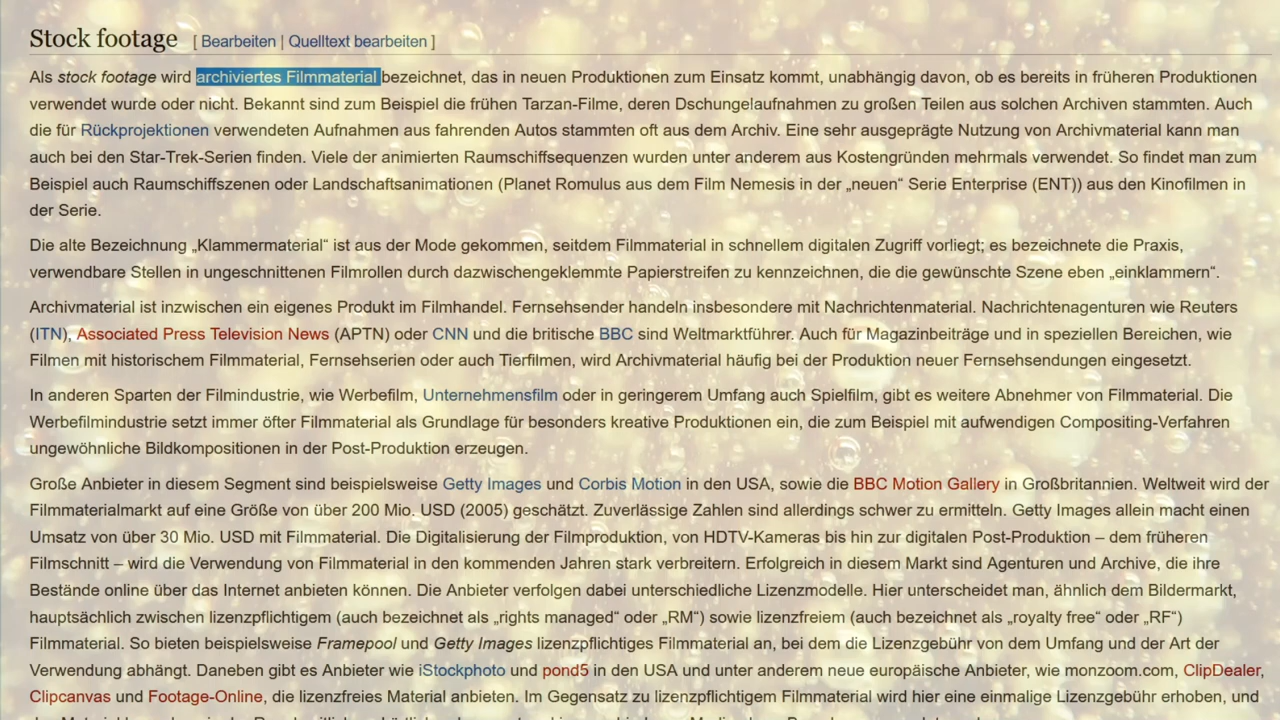 Stock footage [ Bearbeiten | Quelltext bearbeiten ]
Als stock footage wird archiviertes Filmmaterial bezeichnet, das in neuen Produktionen zum Einsatz kommt, unabhängig davon, ob es bereits in früheren Produktionen
verwendet wurde oder nicht. Bekannt sind zum Beispiel die frühen Tarzan-Filme, deren Dschungelaufnahmen zu großen Teilen aus solchen Archiven stammten. Auch
die für Rückprojektionen verwendeten Aufnahmen aus fahrenden Autos stammten oft aus dem Archiv. Eine sehr ausgeprägte Nutzung von Archivmaterial kann man
auch bei den Star-Trek-Serien finden. Viele der animierten Raumschiffsequenzen wurden unter anderem aus Kostengründen mehrmals verwendet. So findet man zum
Beispiel auch Raumschiffszenen oder Landschaftsanimationen (Planet Romulus aus dem Film Nemesis in der „neuen“ Serie Enterprise (ENT)) aus den Kinofilmen in
der Serie.
Die alte Bezeichnung „Klammermaterial“ ist aus der Mode gekommen, seitdem Filmmaterial in schnellem digitalen Zugriff vorliegt; es bezeichnete die Praxis,
verwendbare Stellen in ungeschnittenen Filmrollen durch dazwischengeklemmte Papierstreifen zu kennzeichnen, die die gewünschte Szene eben „einklammern“.
Archivmaterial ist inzwischen ein eigenes Produkt im Filmhandel. Fernsehsender handeln insbesondere mit Nachrichtenmaterial. Nachrichtenagenturen wie Reuters
(ITN), Associated Press Television News (APTN) oder CNN und die britische BBC sind Weltmarktführer. Auch für Magazinbeiträge und in speziellen Bereichen, wie
Filmen mit historischem Filmmaterial, Fernsehserien oder auch Tierfilmen, wird Archivmaterial häufig bei der Produktion neuer Fernsehsendungen eingesetzt.
In anderen Sparten der Filmindustrie, wie Werbefilm, Unternehmensfilm oder in geringerem Umfang auch Spielfilm, gibt es weitere Abnehmer von Filmmaterial. Die
Werbefilmindustrie setzt immer öfter Filmmaterial als Grundlage für besonders kreative Produktionen ein, die zum Beispiel mit aufwendigen Compositing-Verfahren
ungewöhnliche Bildkompositionen in der Post-Produktion erzeugen.
Große Anbieter in diesem Segment sind beispielsweise Getty Images und Corbis Motion in den USA, sowie die BBC Motion Gallery in Großbritannien. Weltweit wird der
Filmmaterialmarkt auf eine Größe von über 200 Mio. USD (2005) geschätzt. Zuverlässige Zahlen sind allerdings schwer zu ermitteln. Getty Images allein macht einen
Umsatz von über 30 Mio. USD mit Filmmaterial. Die Digitalisierung der Filmproduktion, von HDTV-Kameras bis hin zur digitalen Post-Produktion – dem früheren
Filmschnitt – wird die Verwendung von Filmmaterial in den kommenden Jahren stark verbreitern. Erfolgreich in diesem Markt sind Agenturen und Archive, die ihre
Bestände online über das Internet anbieten können. Die Anbieter verfolgen dabei unterschiedliche Lizenzmodelle. Hier unterscheidet man, ähnlich dem Bildermarkt,
hauptsächlich zwischen lizenzpflichtigem (auch bezeichnet als „rights managed“ oder „RM“) sowie lizenzfreiem (auch bezeichnet als „royalty free“ oder „RF“)
Filmmaterial. So bieten beispielsweise Framepool und Getty Images lizenzpflichtiges Filmmaterial an, bei dem die Lizenzgebühr von dem Umfang und der Art der
Verwendung abhängt. Daneben gibt es Anbieter wie iStockphoto und pond5 in den USA und unter anderem neue europäische Anbieter, wie monzoom.com, ClipDealer,
Clipcanvas und Footage-Online, die lizenzfreies Material anbieten. Im Gegensatz zu lizenzpflichtigem Filmmaterial wird hier eine einmalige Lizenzgebühr erhoben, und